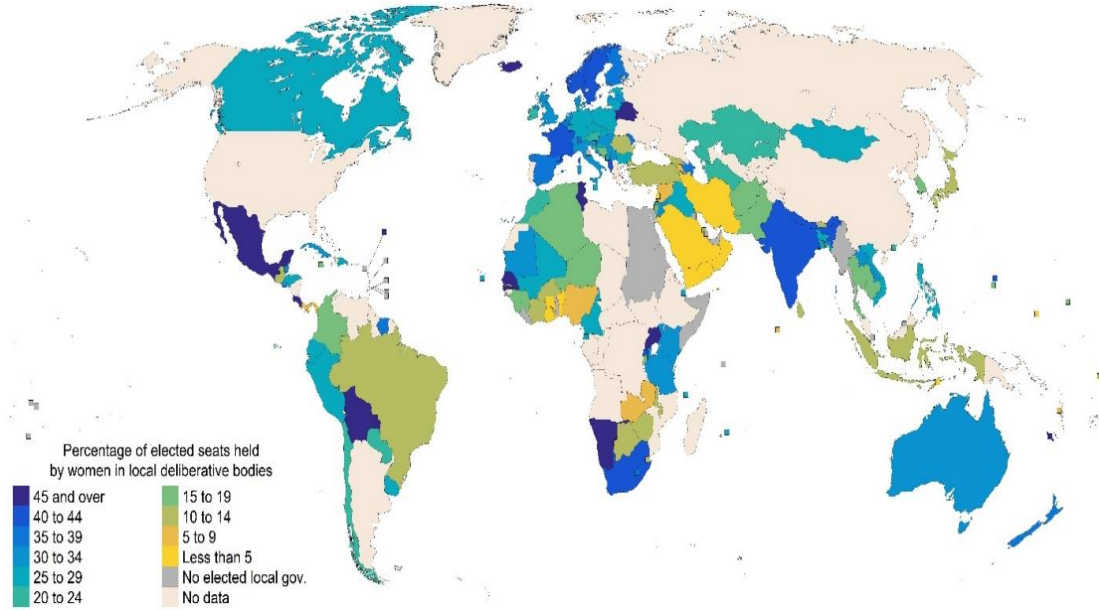 Percentage of elected seats held
by women in local deliberative bodies
45 and over
40 to 44
35 to 39
30 to 34
25 to 29
20 to 24
15 to 19
10 to 14
5 to 9
Less than 5
No elected local gov.
No data